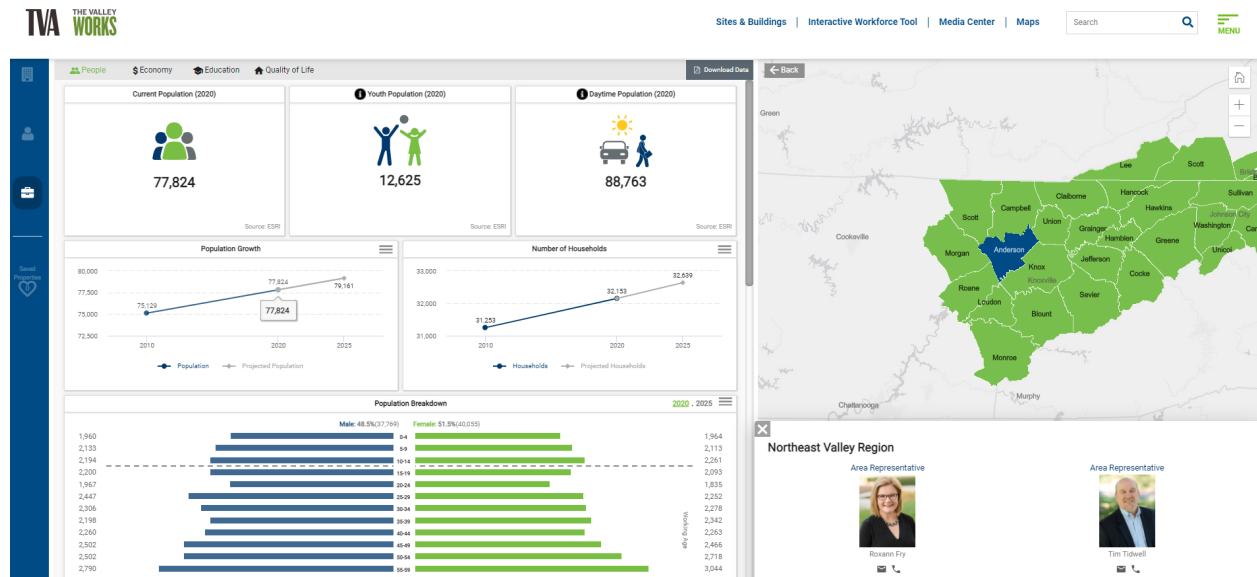 TVA THE VALLEY WORKS
Sites & Buildings | Interactive Workforce Tool | Media Center | Maps
Search
MENU
People
$ Economy
Education
Quality of Life
Download Data
Saved Properties
Current Population (2020)
77,824
Source: ESRI
Youth Population (2020)
12,625
Source: ESRI
Daytime Population (2020)
88,763
Source: ESRI
Population Growth
80,000
77,500
75,000
72,500
75,129
77,824
79,161
77,824
2010
2020
2025
Population
Projected Population
Number of Households
33,000
32,000
31,000
31,253
32,153
32,639
2010
2020
2025
Households
Projected Households
Population Breakdown
2020 . 2025
Male: 48.5%(37,769) Female: 51.5%(40,055)
1,960 0-4 1,964
2,133 5-9 2,113
2,194 10-14 2,261
2,200 15-19 2,093
1,967 20-24 1,835
2,447 25-29 2,252
2,306 30-34 2,278
2,198 35-39 2,342
2,260 40-44 2,263
2,502 45-49 2,466
2,502 50-54 2,718
2,790 55-59 3,044
Working Age
Back
Green
Cookeville
Chattanooga
Murphy
Lee
Scott
Sullivan
Johnson City
Washington
Unicoi
Hancock
Hawkins
Claiborne
Campbell
Scott
Union
Grainger
Hamblen
Greene
Morgan
Anderson
Knox
Knoxville
Jefferson
Cocke
Roane
Loudon
Sevier
Blount
Monroe
Northeast Valley Region
Area Representative
Roxann Fry
Area Representative
Tim Tidwell